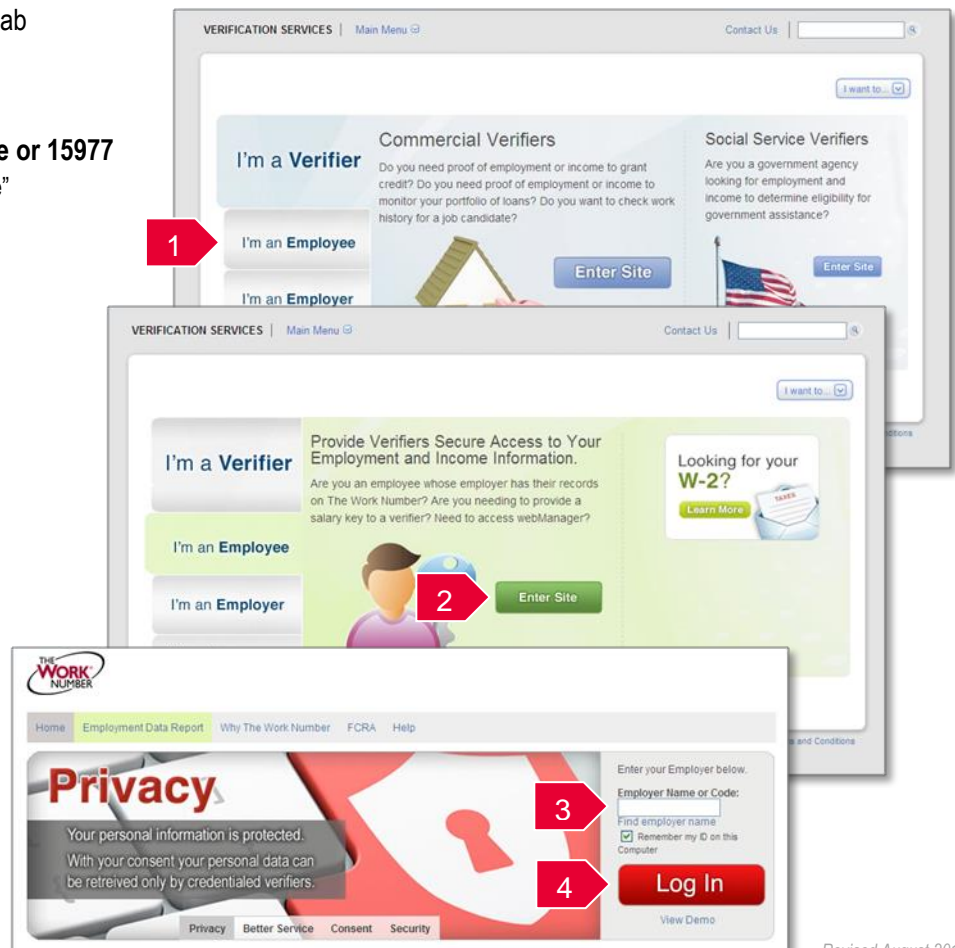 ab
e or 15977
e”
VERIFICATION SERVICES | Main Menu
Contact Us
I want to...
I'm a Verifier
I'm an Employee
I'm an Employer
Commercial Verifiers
Do you need proof of employment or income to grant
credit? Do you need proof of employment or income to
monitor your portfolio of loans? Do you want to check work
history for a job candidate?
Enter Site
Social Service Verifiers
Are you a government agency
looking for employment and
income to determine eligibility for
government assistance?
Enter Site
1
VERIFICATION SERVICES | Main Menu
Contact Us
I want to...
I'm a Verifier
I'm an Employee
I'm an Employer
Provide Verifiers Secure Access to Your
Employment and Income Information.
Are you an employee whose employer has their records
on The Work Number? Are you needing to provide a
salary key to a verifier? Need to access webManager?
2
Enter Site
Looking for your
W-2?
Learn More
TAXES
THE
WORK
NUMBER
Home Employment Data Report Why The Work Number FCRA Help
and Conditions
Privacy
Your personal information is protected.
With your consent your personal data can
be retreived only by credentialed verifiers.
Privacy Better Service Consent Security
Enter your Employer below.
Employer Name or Code:
3
Find employer name
Remember my ID on this
Computer
4
Log In
View Demo
Revised August